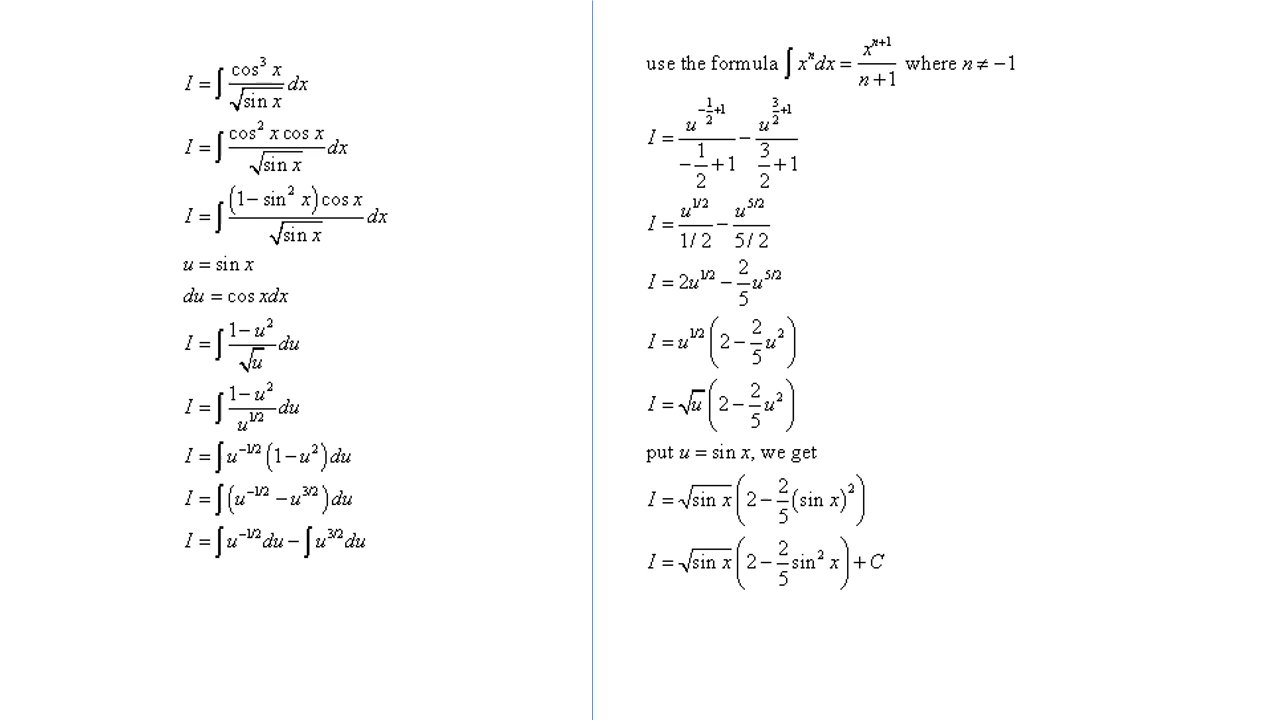 I = ∫ cos³ x / √(sin x) dx
I = ∫ cos² x cos x / √(sin x) dx
I = ∫ (1 − sin² x) cos x / √(sin x) dx
u = sin x
du = cos xdx
I = ∫ (1 − u²) / √u du
I = ∫ (1 − u²) / u^(1/2) du
I = ∫ u^(−1/2) (1 − u²) du
I = ∫ (u^(−1/2) − u^(3/2)) du
I = ∫ u^(−1/2) du − ∫ u^(3/2) du
use the formula ∫ xⁿ dx = x^(n+1) / (n+1) where n ≠ −1
I = u^(−1/2+1) / (−1/2 + 1) − u^(3/2+1) / (3/2 + 1)
I = u^(1/2) / (1/2) − u^(5/2) / (5/2)
I = 2u^(1/2) − 2/5 u^(5/2)
I = u^(1/2) (2 − 2/5 u²)
I = √u (2 − 2/5 u²)
put u = sin x, we get
I = √(sin x) (2 − 2/5 (sin x)²)
I = √(sin x) (2 − 2/5 sin² x) + C